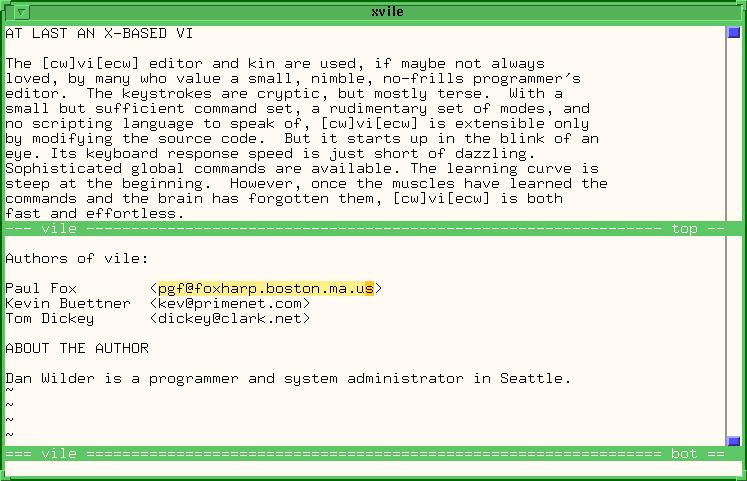 xvile
AT LAST AN X-BASED VI
The [cw]vi[ecw] editor and kin are used, if maybe not always
loved, by many who value a small, nimble, no-frills programmer's
editor.  The keystrokes are cryptic, but mostly terse.  With a
small but sufficient command set, a rudimentary set of modes, and
no scripting language to speak of, [cw]vi[ecw] is extensible only
by modifying the source code.  But it starts up in the blink of an
eye. Its keyboard response speed is just short of dazzling.
Sophisticated global commands are available. The learning curve is
steep at the beginning.  However, once the muscles have learned the
commands and the brain has forgotten them, [cw]vi[ecw] is both
fast and effortless.
--- vile ----------------------------------------------------------------- top --
Authors of vile:
Paul Fox        <pgf@foxharp.boston.ma.us>
Kevin Buettner  <kev@primenet.com>
Tom Dickey      <dickey@clark.net>
ABOUT THE AUTHOR
Dan Wilder is a programmer and system administrator in Seattle.
~
~
~
~
=== vile ================================================================= bot ==